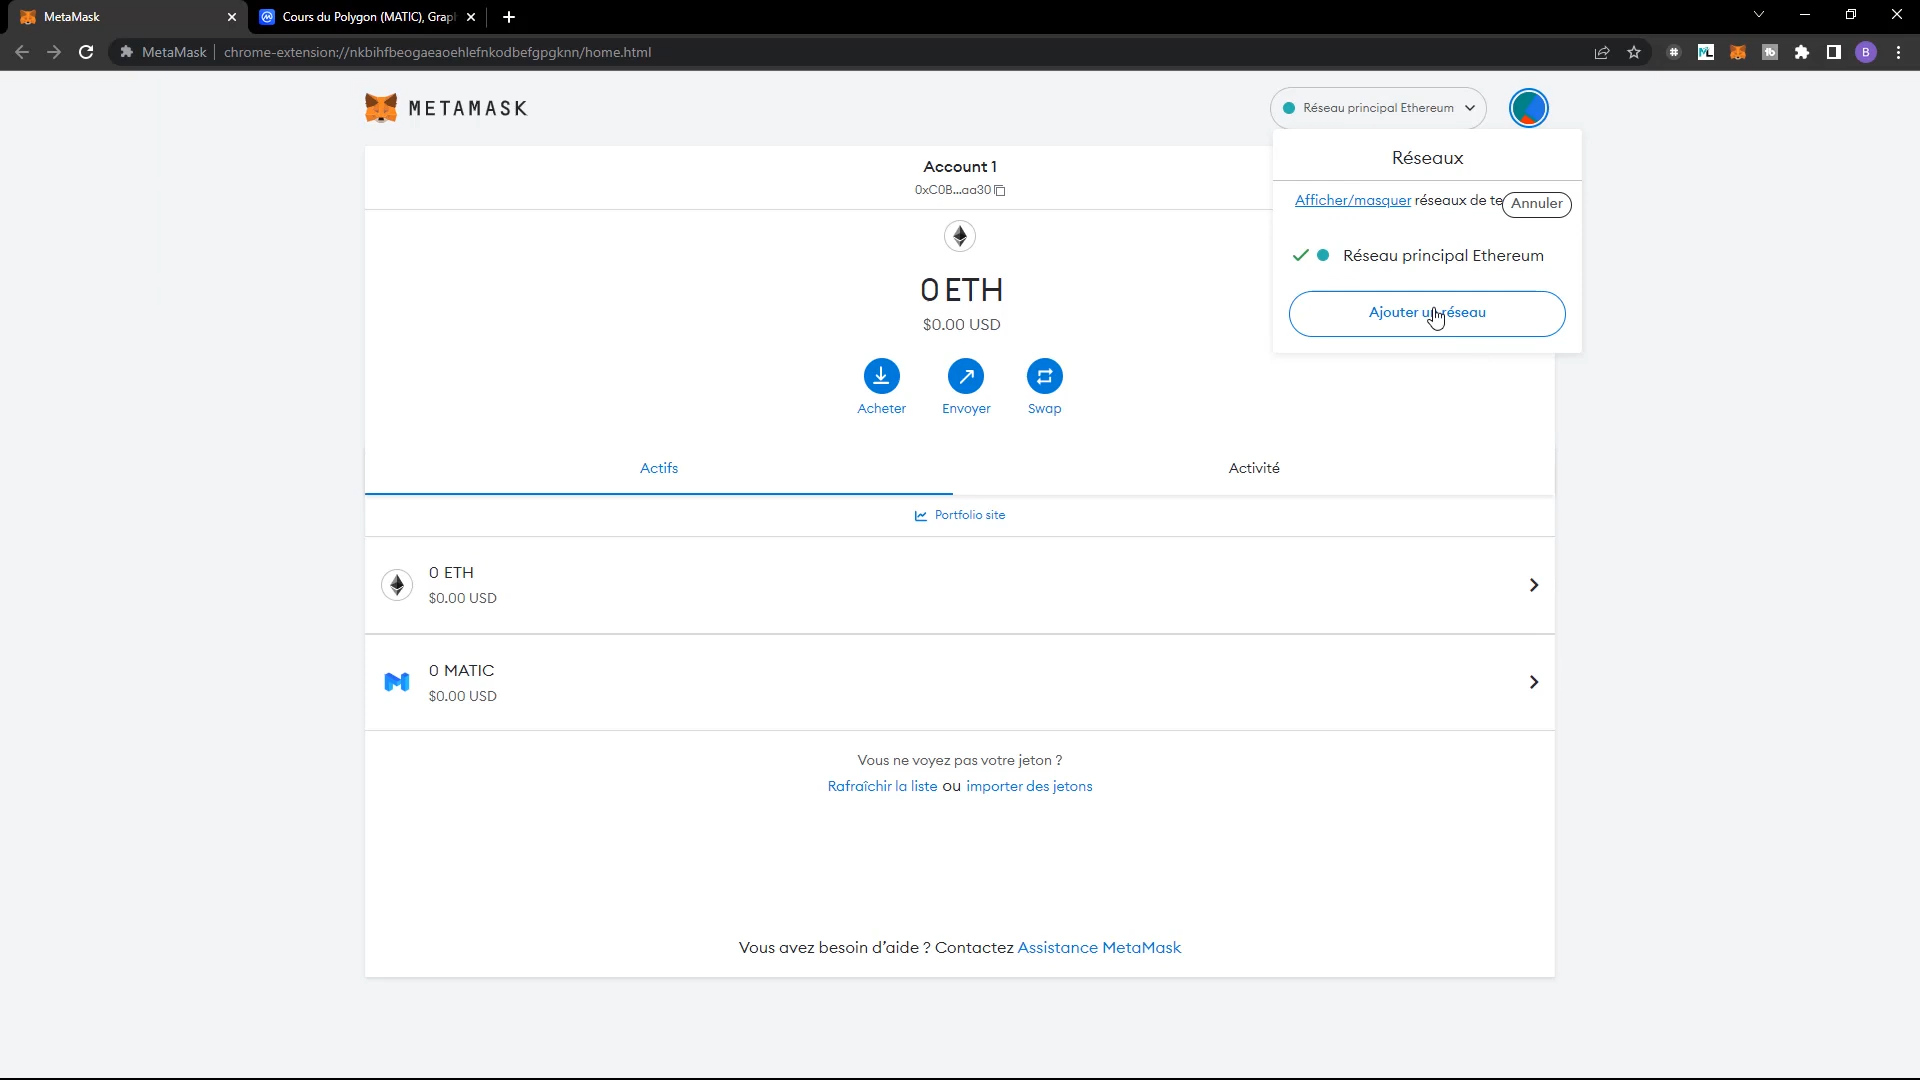 MetaMask
Cours du Polygon (MATIC), Grap
MetaMask
chrome-extension://nkbihfbeogaeaoehlefnkodbefgpgknn/home.html
B
METAMASK
Réseau principal Ethereum
Réseaux
Afficher/masquer réseaux de te
Annuler
Réseau principal Ethereum
Ajouter un réseau
Account 1
0xC0B...aa30
0 ETH
$0.00 USD
Acheter
Envoyer
Swap
Actifs
Activité
Portfolio site
0 ETH
$0.00 USD
0 MATIC
$0.00 USD
Vous ne voyez pas votre jeton ?
Rafraîchir la liste ou importer des jetons
Vous avez besoin d’aide ? Contactez Assistance MetaMask